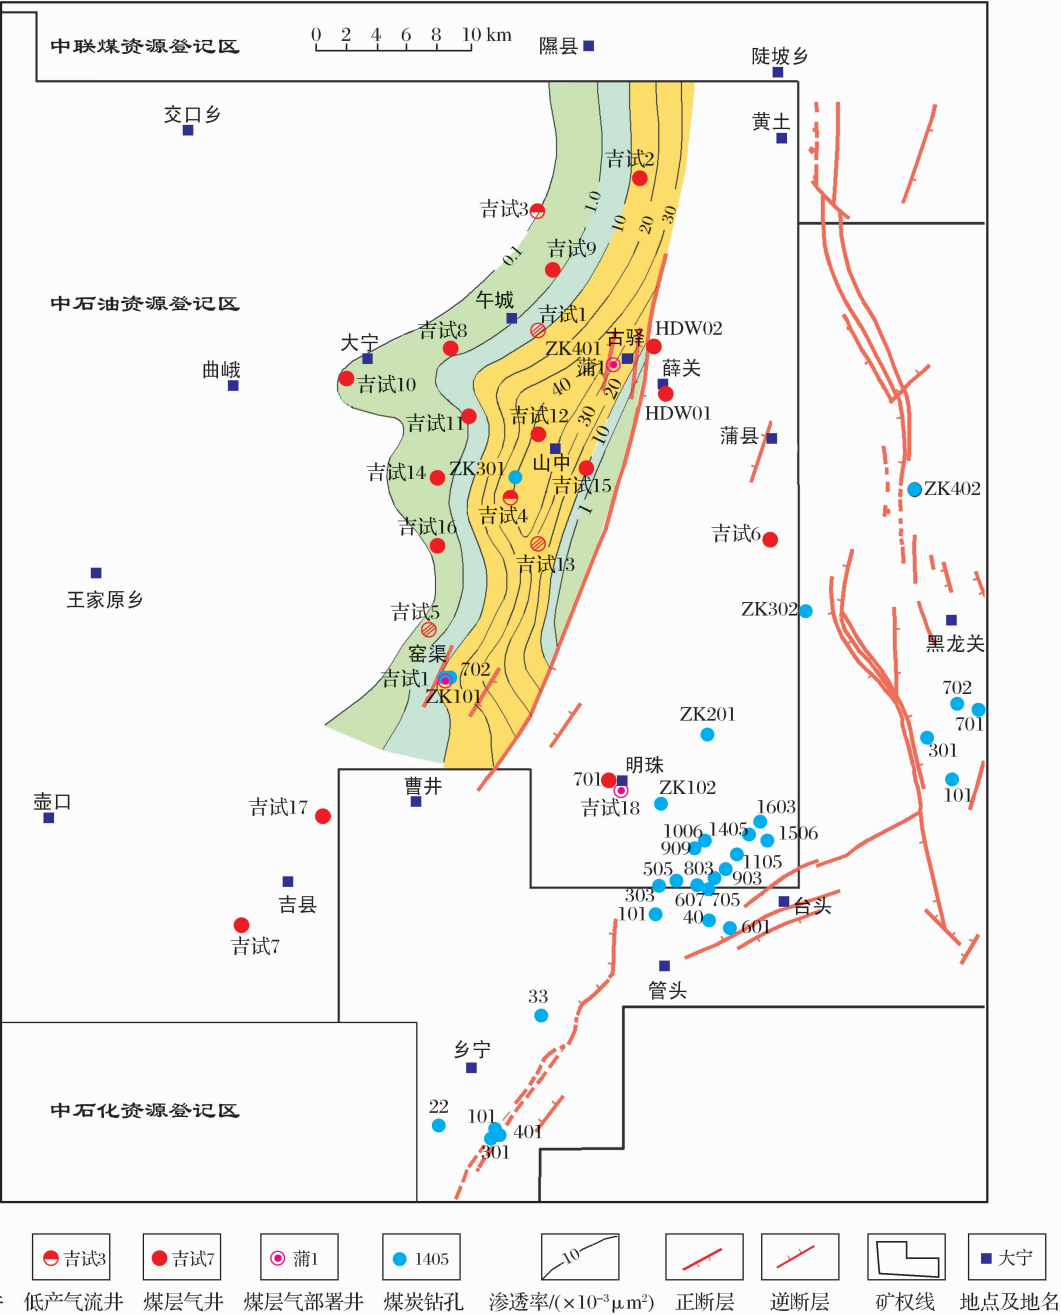 中联煤资源登记区
0 2 4 6 8 10 km
隰县
陡坡乡
交口乡
黄土
吉试2
吉试3
1.0
10
20
30
吉试9
0.1
中石油资源登记区
午城
吉试1
吉试8
古驿
HDW02
大宁
ZK401
曲峨
蒲1
薛关
吉试10
40
20
吉试12
HDW01
吉试11
30
10
蒲县
吉试14
ZK301
山中
吉试15
ZK402
吉试4
1
吉试16
吉试6
吉试13
王家原乡
吉试5
ZK302
窑渠
黑龙关
吉试1
702
ZK101
702
ZK201
701
301
明珠
701
曹井
ZK102
101
壶口
吉试17
吉试18
1603
1006
1405
1506
909
1105
505
803
903
吉县
303
607
705
台头
101
40
601
吉试7
管头
33
乡宁
中石化资源登记区
22
101
401
301
吉试3
吉试7
蒲1
1405
10
大宁
井 低产气流井 煤层气井 煤层气部署井 煤炭钻孔 渗透率/(×10⁻³μm²) 正断层 逆断层 矿权线 地点及地名